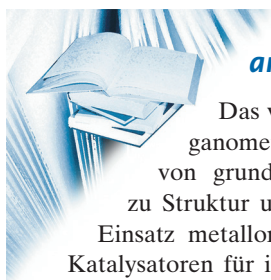 an
Das v
ganome
von grund
zu Struktur u
Einsatz metallor
Katalysatoren für i